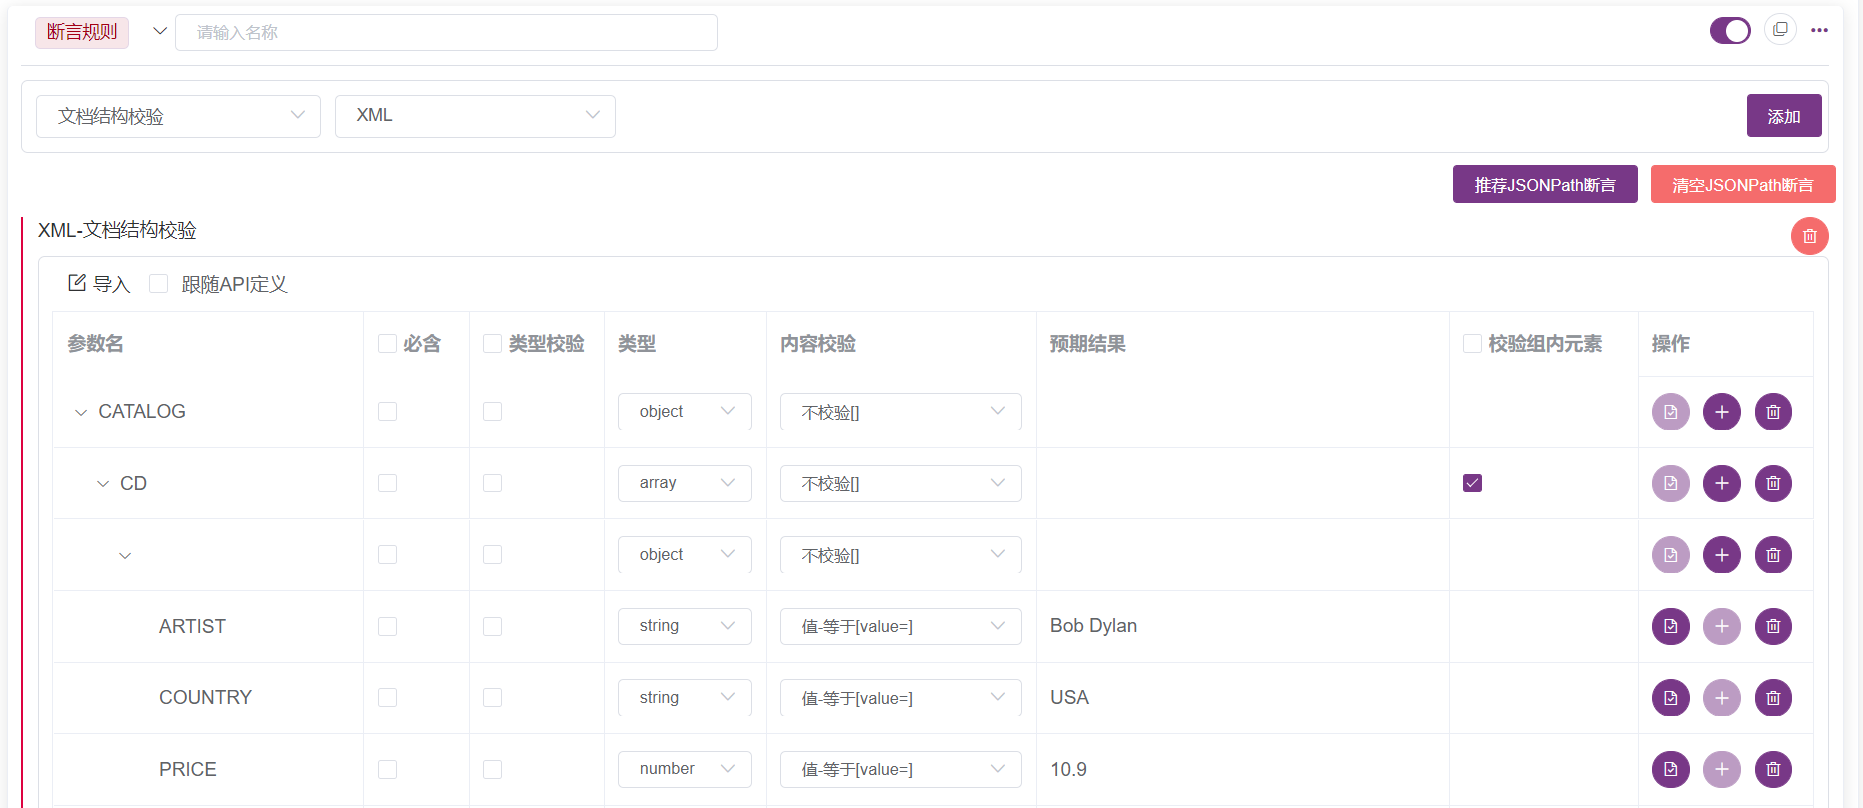 断言规则
请输入名称
文档结构校验 XML 添加
推荐JSONPath断言 清空JSONPath断言
XML-文档结构校验
导入 跟随API定义
参数名 必含 类型校验 类型 内容校验 预期结果 校验组内元素 操作
CATALOG object 不校验[]
CD array 不校验[]
object 不校验[]
ARTIST string 值-等于[value=] Bob Dylan
COUNTRY string 值-等于[value=] USA
PRICE number 值-等于[value=] 10.9